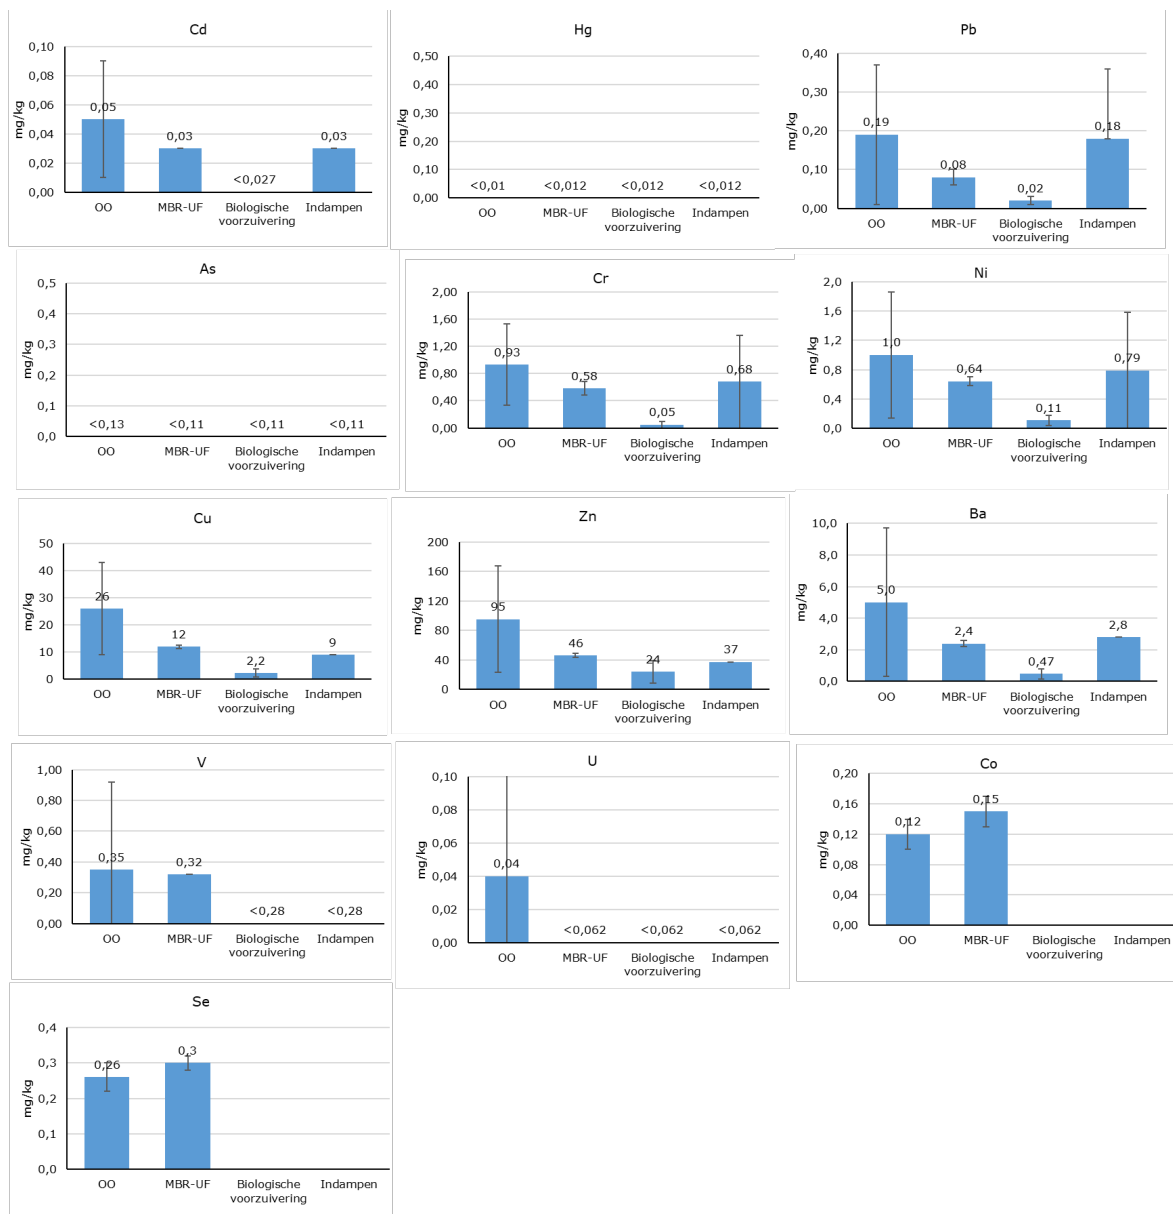 Cd
mg/kg
0,10
0,08
0,06
0,04
0,02
0,00
0,05
0,03
<0,027
0,03
OO MBR-UF Biologische Indampen
voorzuivering
Hg
mg/kg
0,50
0,40
0,30
0,20
0,10
0,00
<0,01 <0,012 <0,012 <0,012
OO MBR-UF Biologische Indampen
voorzuivering
Pb
mg/kg
0,40
0,30
0,20
0,10
0,00
0,19
0,08
0,02
0,18
OO MBR-UF Biologische Indampen
voorzuivering
As
mg/kg
0,5
0,4
0,3
0,2
0,1
0,0
<0,13 <0,11 <0,11 <0,11
OO MBR-UF Biologische Indampen
voorzuivering
Cr
mg/kg
2,00
1,60
1,20
0,80
0,40
0,00
0,93
0,58
0,05
0,68
OO MBR-UF Biologische Indampen
voorzuivering
Ni
mg/kg
2,0
1,6
1,2
0,8
0,4
0,0
1,0
0,64
0,11
0,79
OO MBR-UF Biologische Indampen
voorzuivering
Cu
mg/kg
50
40
30
20
10
0
26
12
2,2
9
OO MBR-UF Biologische Indampen
voorzuivering
Zn
mg/kg
200
160
120
80
40
0
95
46
24
37
OO MBR-UF Biologische Indampen
voorzuivering
Ba
mg/kg
10,0
8,0
6,0
4,0
2,0
0,0
5,0
2,4
0,47
2,8
OO MBR-UF Biologische Indampen
voorzuivering
V
mg/kg
1,00
0,80
0,60
0,40
0,20
0,00
0,35
0,32
<0,28 <0,28
OO MBR-UF Biologische Indampen
voorzuivering
U
mg/kg
0,10
0,08
0,06
0,04
0,02
0,00
0,04
<0,062 <0,062 <0,062
OO MBR-UF Biologische Indampen
voorzuivering
Co
mg/kg
0,20
0,16
0,12
0,08
0,04
0,00
0,12
0,15
OO MBR-UF Biologische Indampen
voorzuivering
Se
mg/kg
0,4
0,3
0,2
0,1
0,0
0,26
0,3
OO MBR-UF Biologische Indampen
voorzuivering